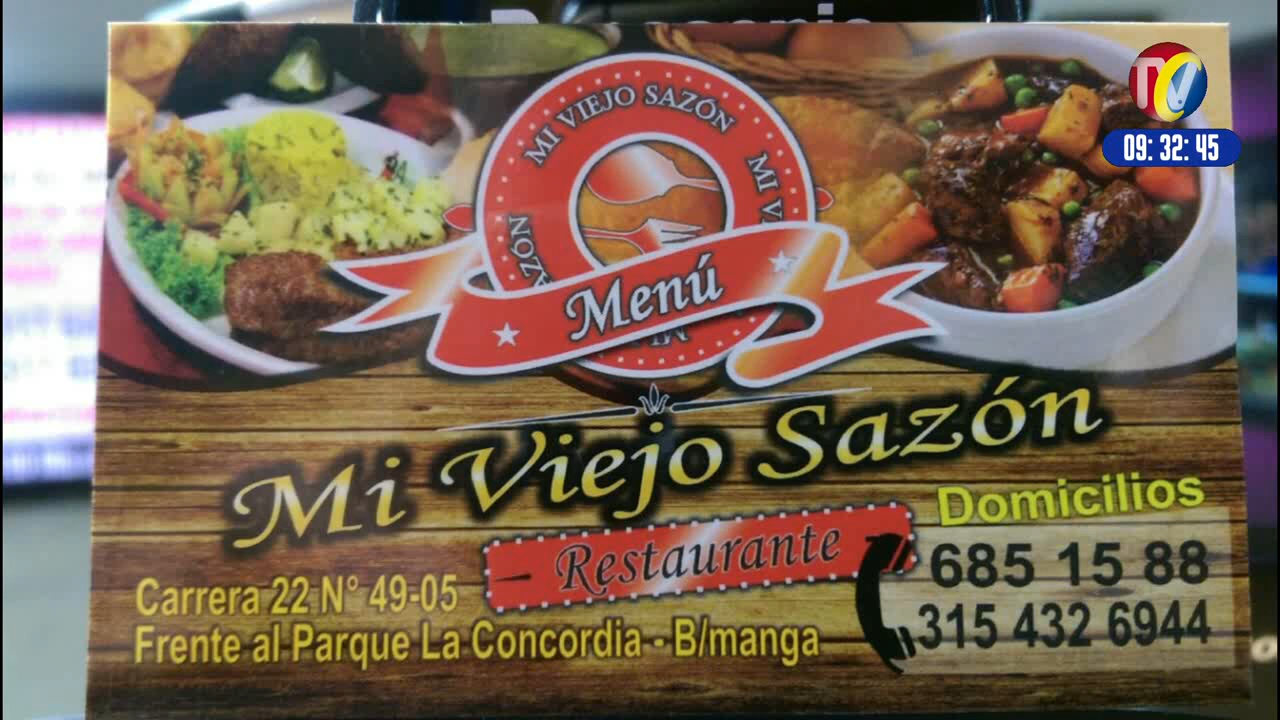 TV
09: 32: 45
MI VIEJO SAZÓN
Menú
Mi Viejo Sazón
Restaurante
Domicilios
685 15 88
315 432 6944
Carrera 22 N° 49-05
Frente al Parque La Concordia - B/manga